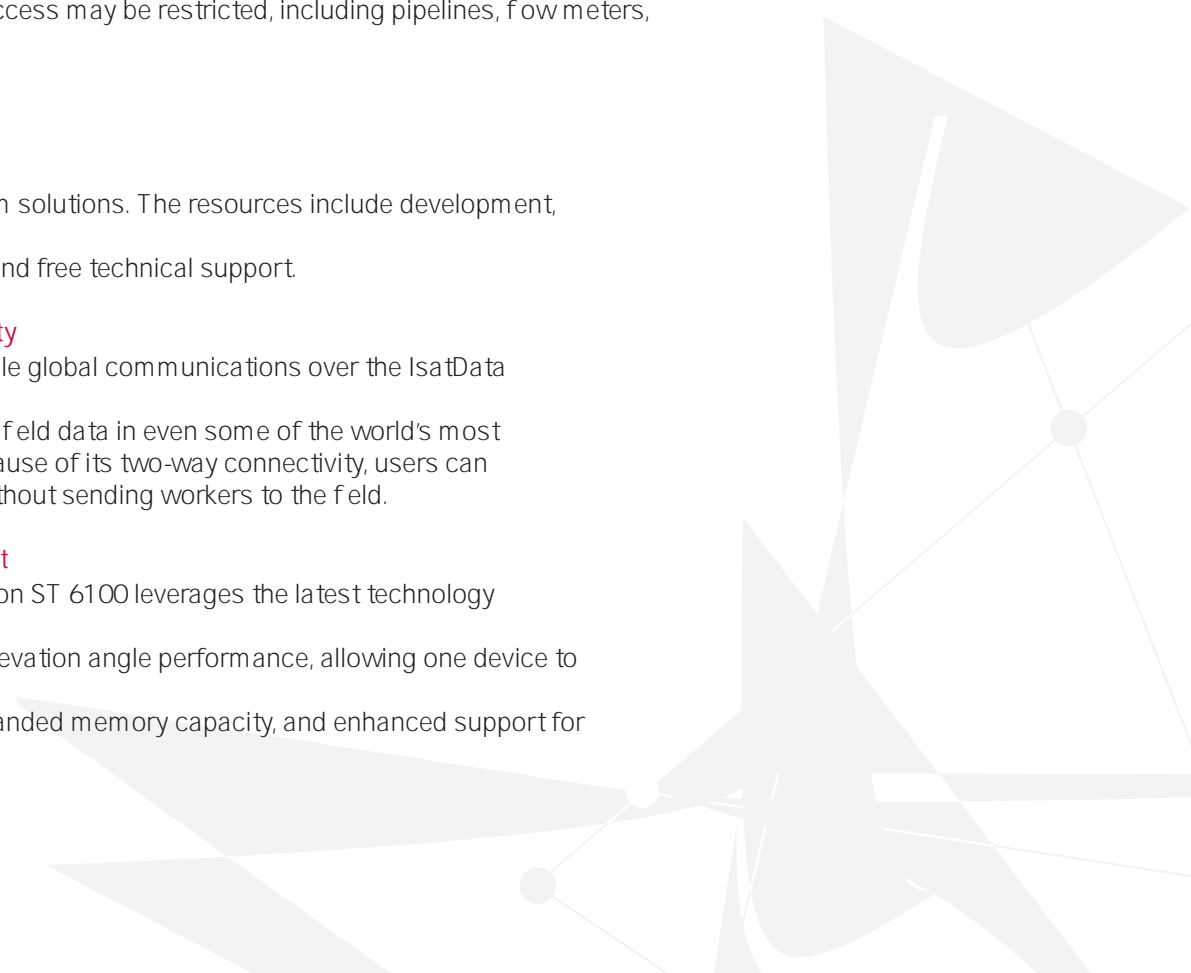 ccess may be restricted, including pipelines, f ow meters,
solutions. The resources include development,
nd free technical support.
ty
le global communications over the IsatData
f eld data in even some of the world's most
ause of its two-way connectivity, users can
thout sending workers to the f eld.
t
on ST 6100 leverages the latest technology
evation angle performance, allowing one device to
anded memory capacity, and enhanced support for